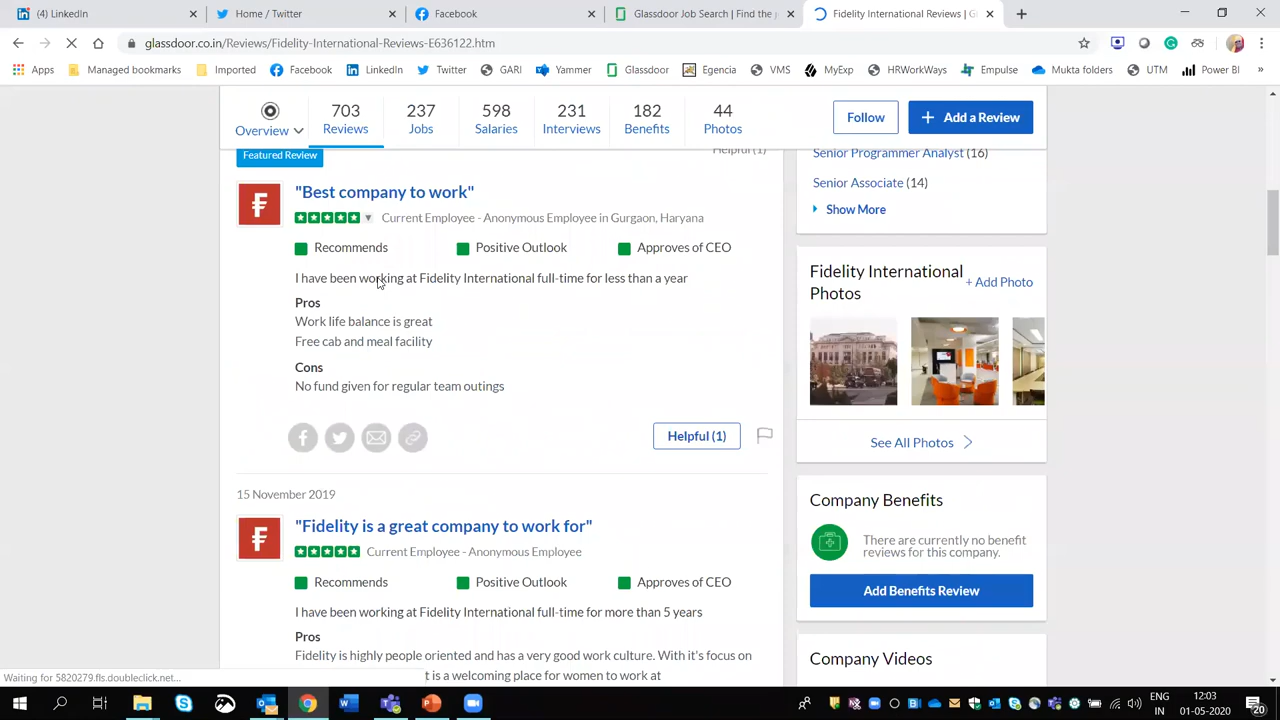 (4) LinkedIn
Home / Twitter
Facebook
Glassdoor Job Search | Find the
Fidelity International Reviews | G
glassdoor.co.in/Reviews/Fidelity-International-Reviews-E636122.htm
Apps Managed bookmarks Imported Facebook LinkedIn Twitter GARI Yammer Glassdoor Egencia VMS MyExp HRWorkWays Empulse Mukta folders UTM Power BI »
Overview
703 Reviews
237 Jobs
598 Salaries
231 Interviews
182 Benefits
44 Photos
Follow
+ Add a Review
Featured Review
Helpful (1)
"Best company to work"
Current Employee - Anonymous Employee in Gurgaon, Haryana
Recommends Positive Outlook Approves of CEO
I have been working at Fidelity International full-time for less than a year
Pros
Work life balance is great
Free cab and meal facility
Cons
No fund given for regular team outings
Helpful (1)
15 November 2019
"Fidelity is a great company to work for"
Current Employee - Anonymous Employee
Recommends Positive Outlook Approves of CEO
I have been working at Fidelity International full-time for more than 5 years
Pros
Fidelity is highly people oriented and has a very good work culture. With it's focus on
t is a welcoming place for women to work at
Senior Programmer Analyst (16)
Senior Associate (14)
Show More
Fidelity International
Photos
+ Add Photo
See All Photos
Company Benefits
There are currently no benefit
reviews for this company.
Add Benefits Review
Company Videos
Waiting for 5820279.fls.doubleclick.net...
ENG
IN
12:03
01-05-2020
20